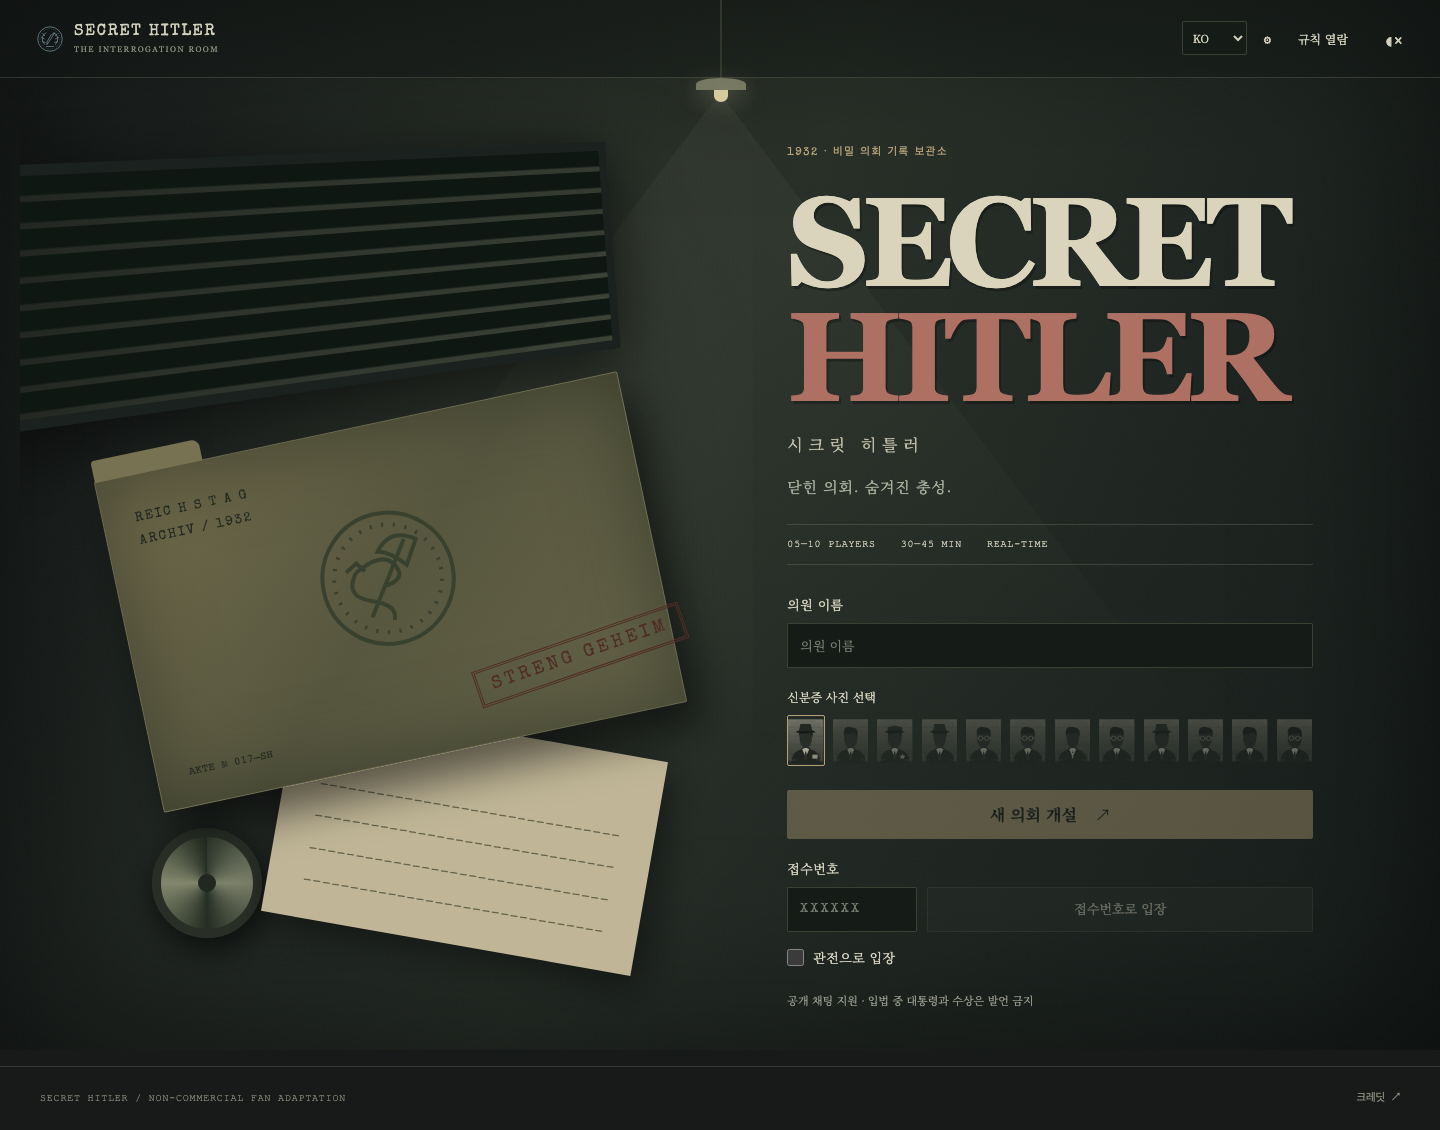 SECRET HITLER
THE INTERROGATION ROOM
KO
규칙 열람
1932 · 비밀 의회 기록 보관소
SECRET
HITLER
시크릿 히틀러
닫힌 의회. 숨겨진 충성.
05—10 PLAYERS 30—45 MIN REAL-TIME
의원 이름
의원 이름
신분증 사진 선택
새 의회 개설 ↗
접수번호
XXXXXX
접수번호로 입장
관전으로 입장
공개 채팅 지원 · 입법 중 대통령과 수상은 발언 금지
REICHSTAG
ARCHIV / 1932
STRENG GEHEIM
AKTE № 017—SH
SECRET HITLER / NON-COMMERCIAL FAN ADAPTATION
크레딧 ↗